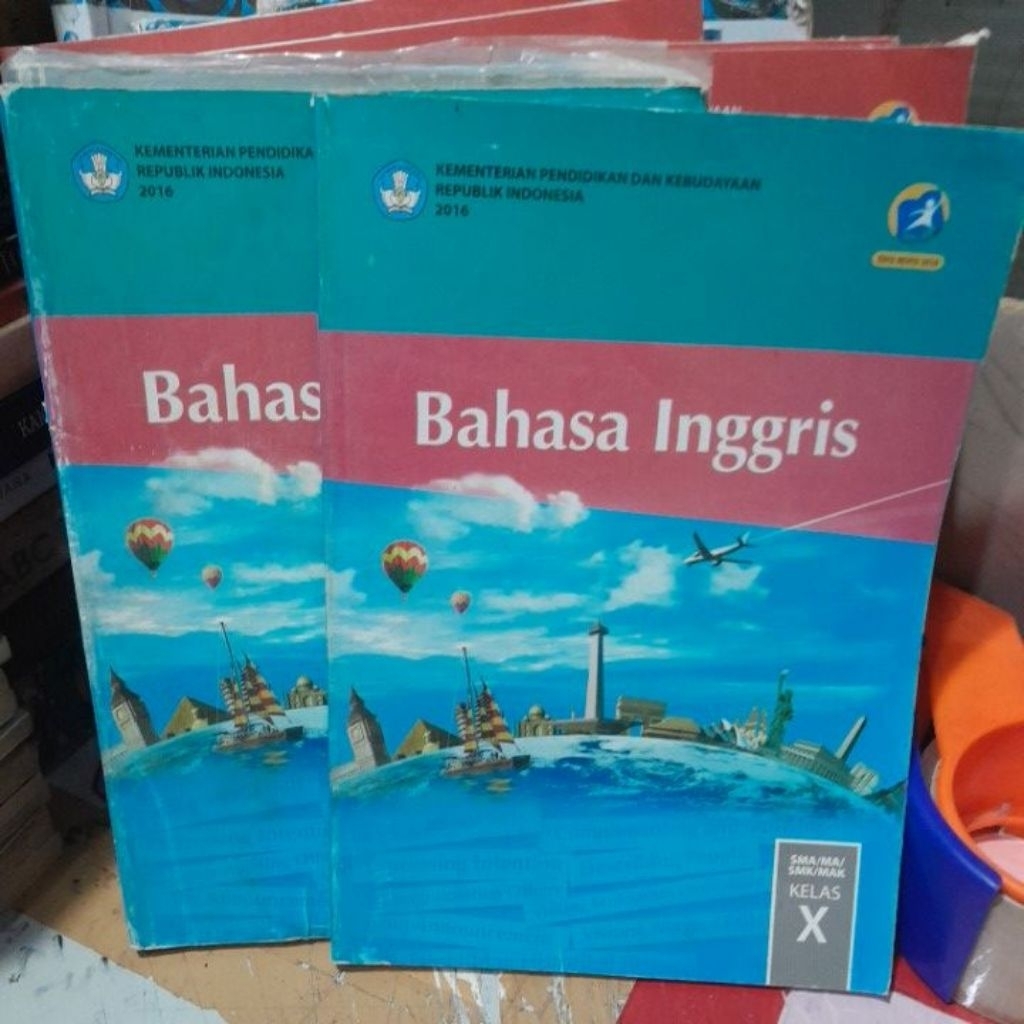 KEMENTERIAN PENDIDIKA
REPUBLIK INDONESIA
2016
Bahas
KEMENTERIAN PENDIDIKAN DAN KEBUDAYAAN
REPUBLIK INDONESIA
2016
Bahasa Inggris
SMA/MA/
SMK/MAK
KELAS
X